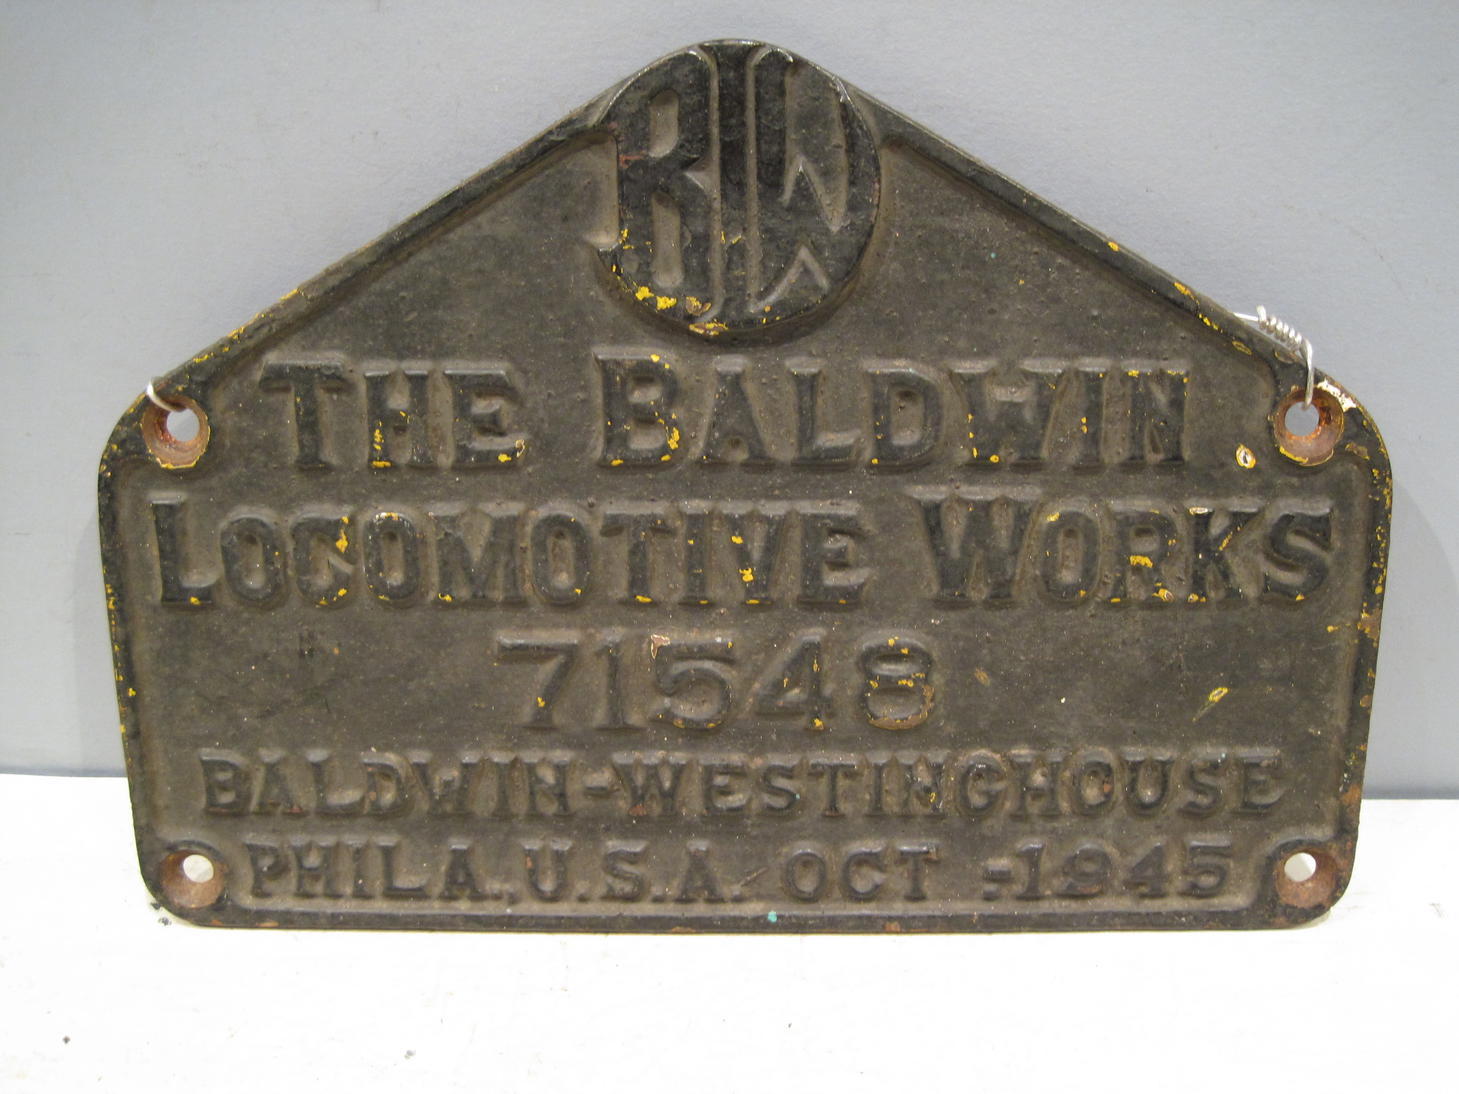 BLW
THE BALDWIN
LOCOMOTIVE WORKS
71548
BALDWIN-WESTINGHOUSE
PHILA., U.S.A. OCT -1945